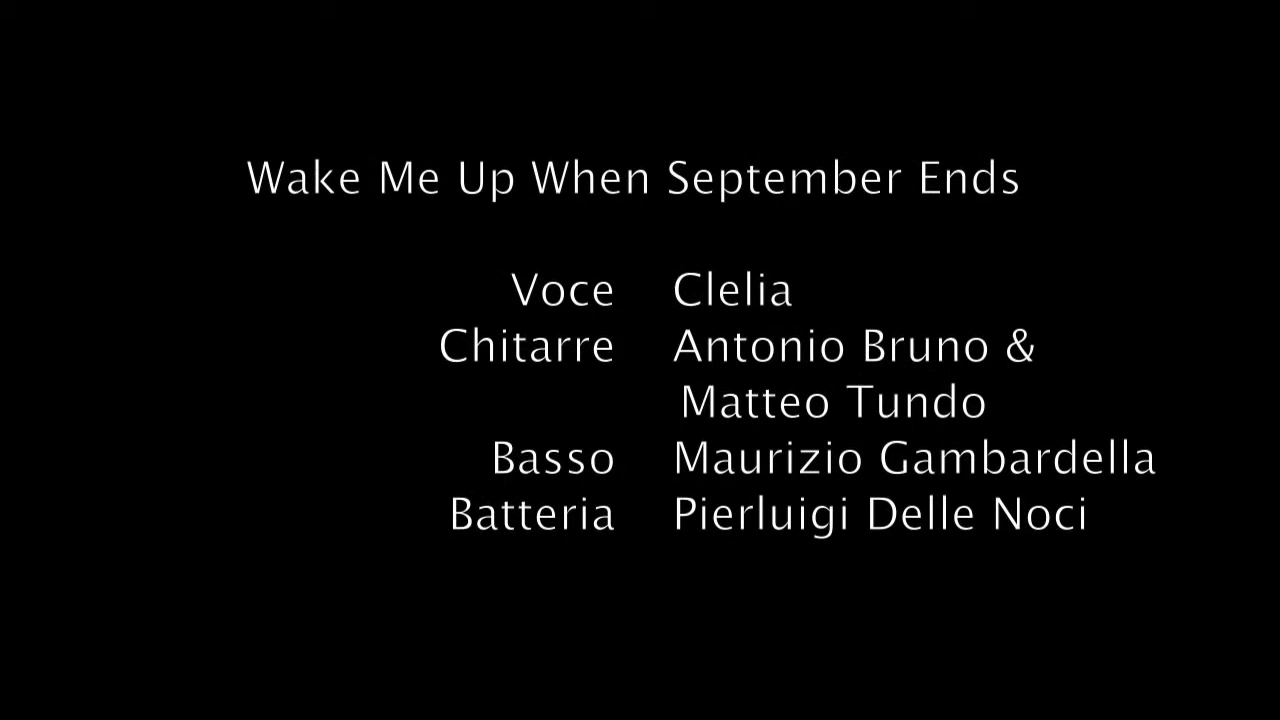 Wake Me Up When September Ends
Voce Clelia
Chitarre Antonio Bruno &
Matteo Tundo
Basso Maurizio Gambardella
Batteria Pierluigi Delle Noci